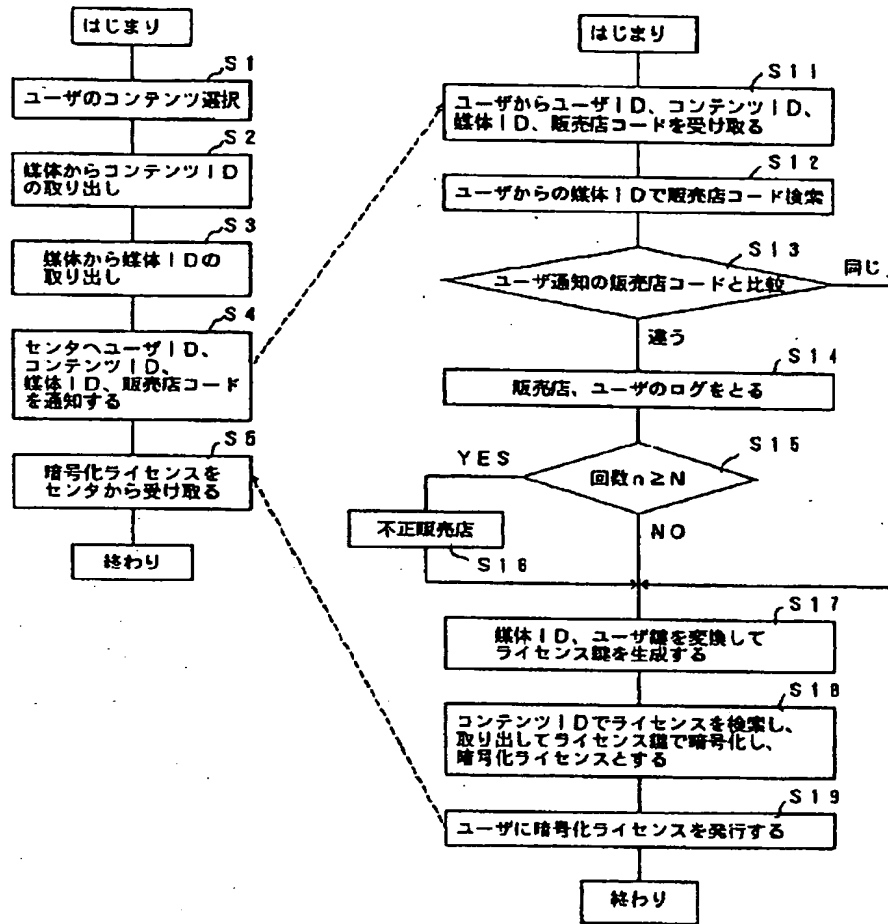 はじまり
S1
ユーザのコンテンツ選択
S2
媒体からコンテンツID
の取り出し
S3
媒体から媒体IDの
取り出し
S4
センタへユーザID、
コンテンツID、
媒体ID、販売店コード
を通知する
S5
暗号化ライセンスを
センタから受け取る
終わり
はじまり
S11
ユーザからユーザID、コンテンツID、
媒体ID、販売店コードを受け取る
S12
ユーザからの媒体IDで販売店コード検索
S13
ユーザ通知の販売店コードと比較
同じ
違う
S14
販売店、ユーザのログをとる
S15
回数n≥N
YES
NO
不正販売店
S16
S17
媒体ID、ユーザ鍵を変換して
ライセンス鍵を生成する
S18
コンテンツIDでライセンスを検索し、
取り出してライセンス鍵で暗号化し、
暗号化ライセンスとする
S19
ユーザに暗号化ライセンスを発行する
終わり